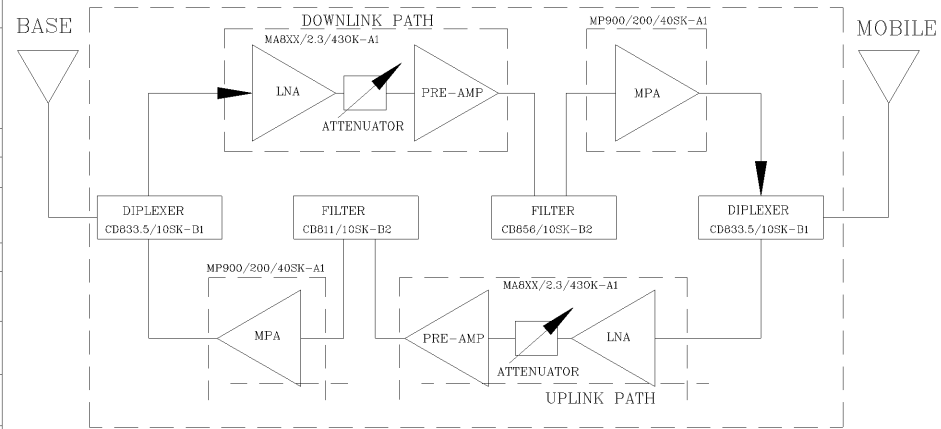 BASE
DOWNLINK PATH
MA8XX/2.3/430K-A1
LNA
ATTENUATOR
PRE-AMP
MP900/200/40SK-A1
MPA
MOBILE
DIPLEXER
CD833.5/10SK-B1
FILTER
CB811/10SK-B2
FILTER
CB856/10SK-B2
DIPLEXER
CD833.5/10SK-B1
MP900/200/40SK-A1
MPA
MA8XX/2.3/430K-A1
PRE-AMP
ATTENUATOR
LNA
UPLINK PATH